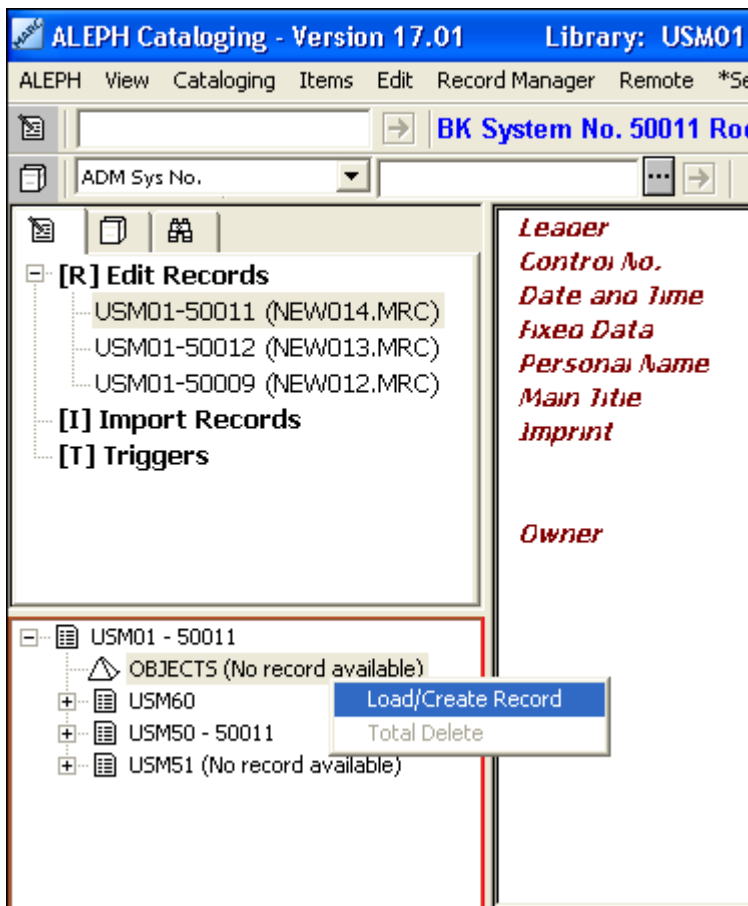 ALEPH Cataloging - Version 17.01 Library: USM01
ALEPH View Cataloging Items Edit Record Manager Remote
BK System No. 50011
ADM Sys No.
[R] Edit Records
USM01-50011 (NEW014.MRC)
USM01-50012 (NEW013.MRC)
USM01-50009 (NEW012.MRC)
[I] Import Records
[T] Triggers
Leader
Control No.
Date and Time
Fixed Data
Personal Name
Main Title
Imprint
Owner
USM01 - 50011
OBJECTS (No record available)
USM60
USM50 - 50011
USM51 (No record available)
Load/Create Record
Total Delete